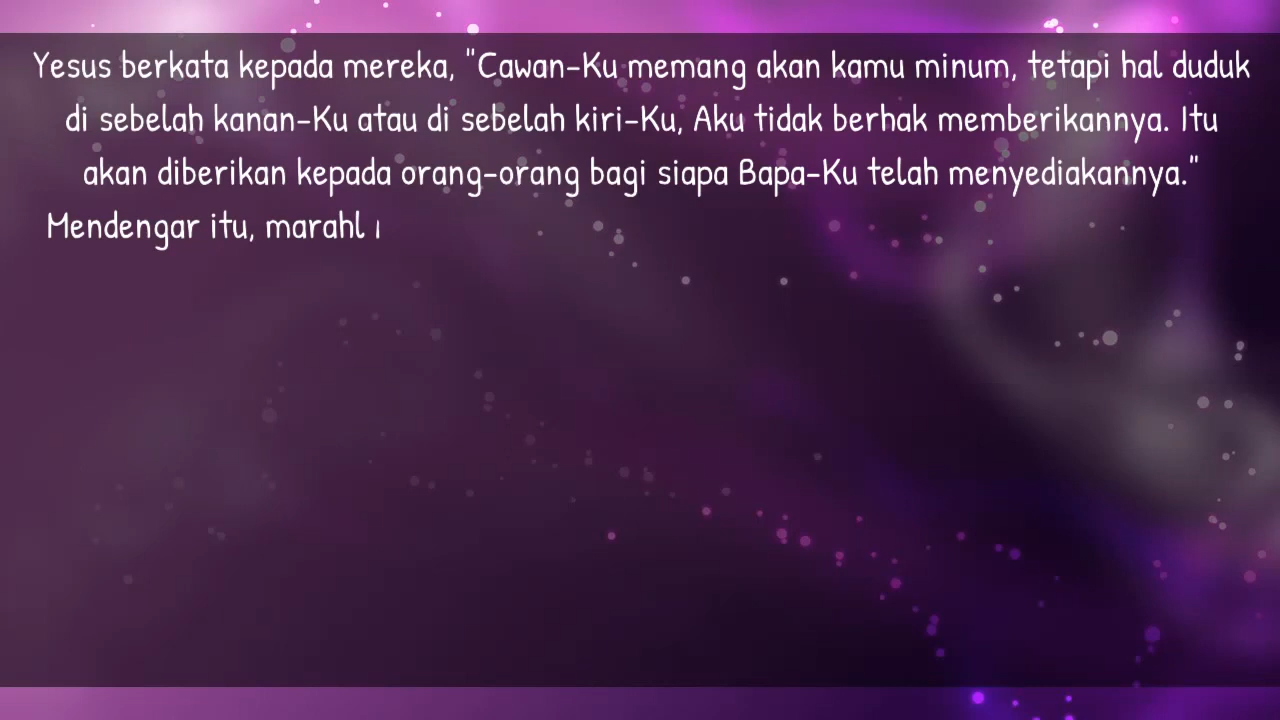 Yesus berkata kepada mereka, "Cawan-Ku memang akan kamu minum, tetapi hal duduk
di sebelah kanan-Ku atau di sebelah kiri-Ku, Aku tidak berhak memberikannya. Itu
akan diberikan kepada orang-orang bagi siapa Bapa-Ku telah menyediakannya."
Mendengar itu, marahl